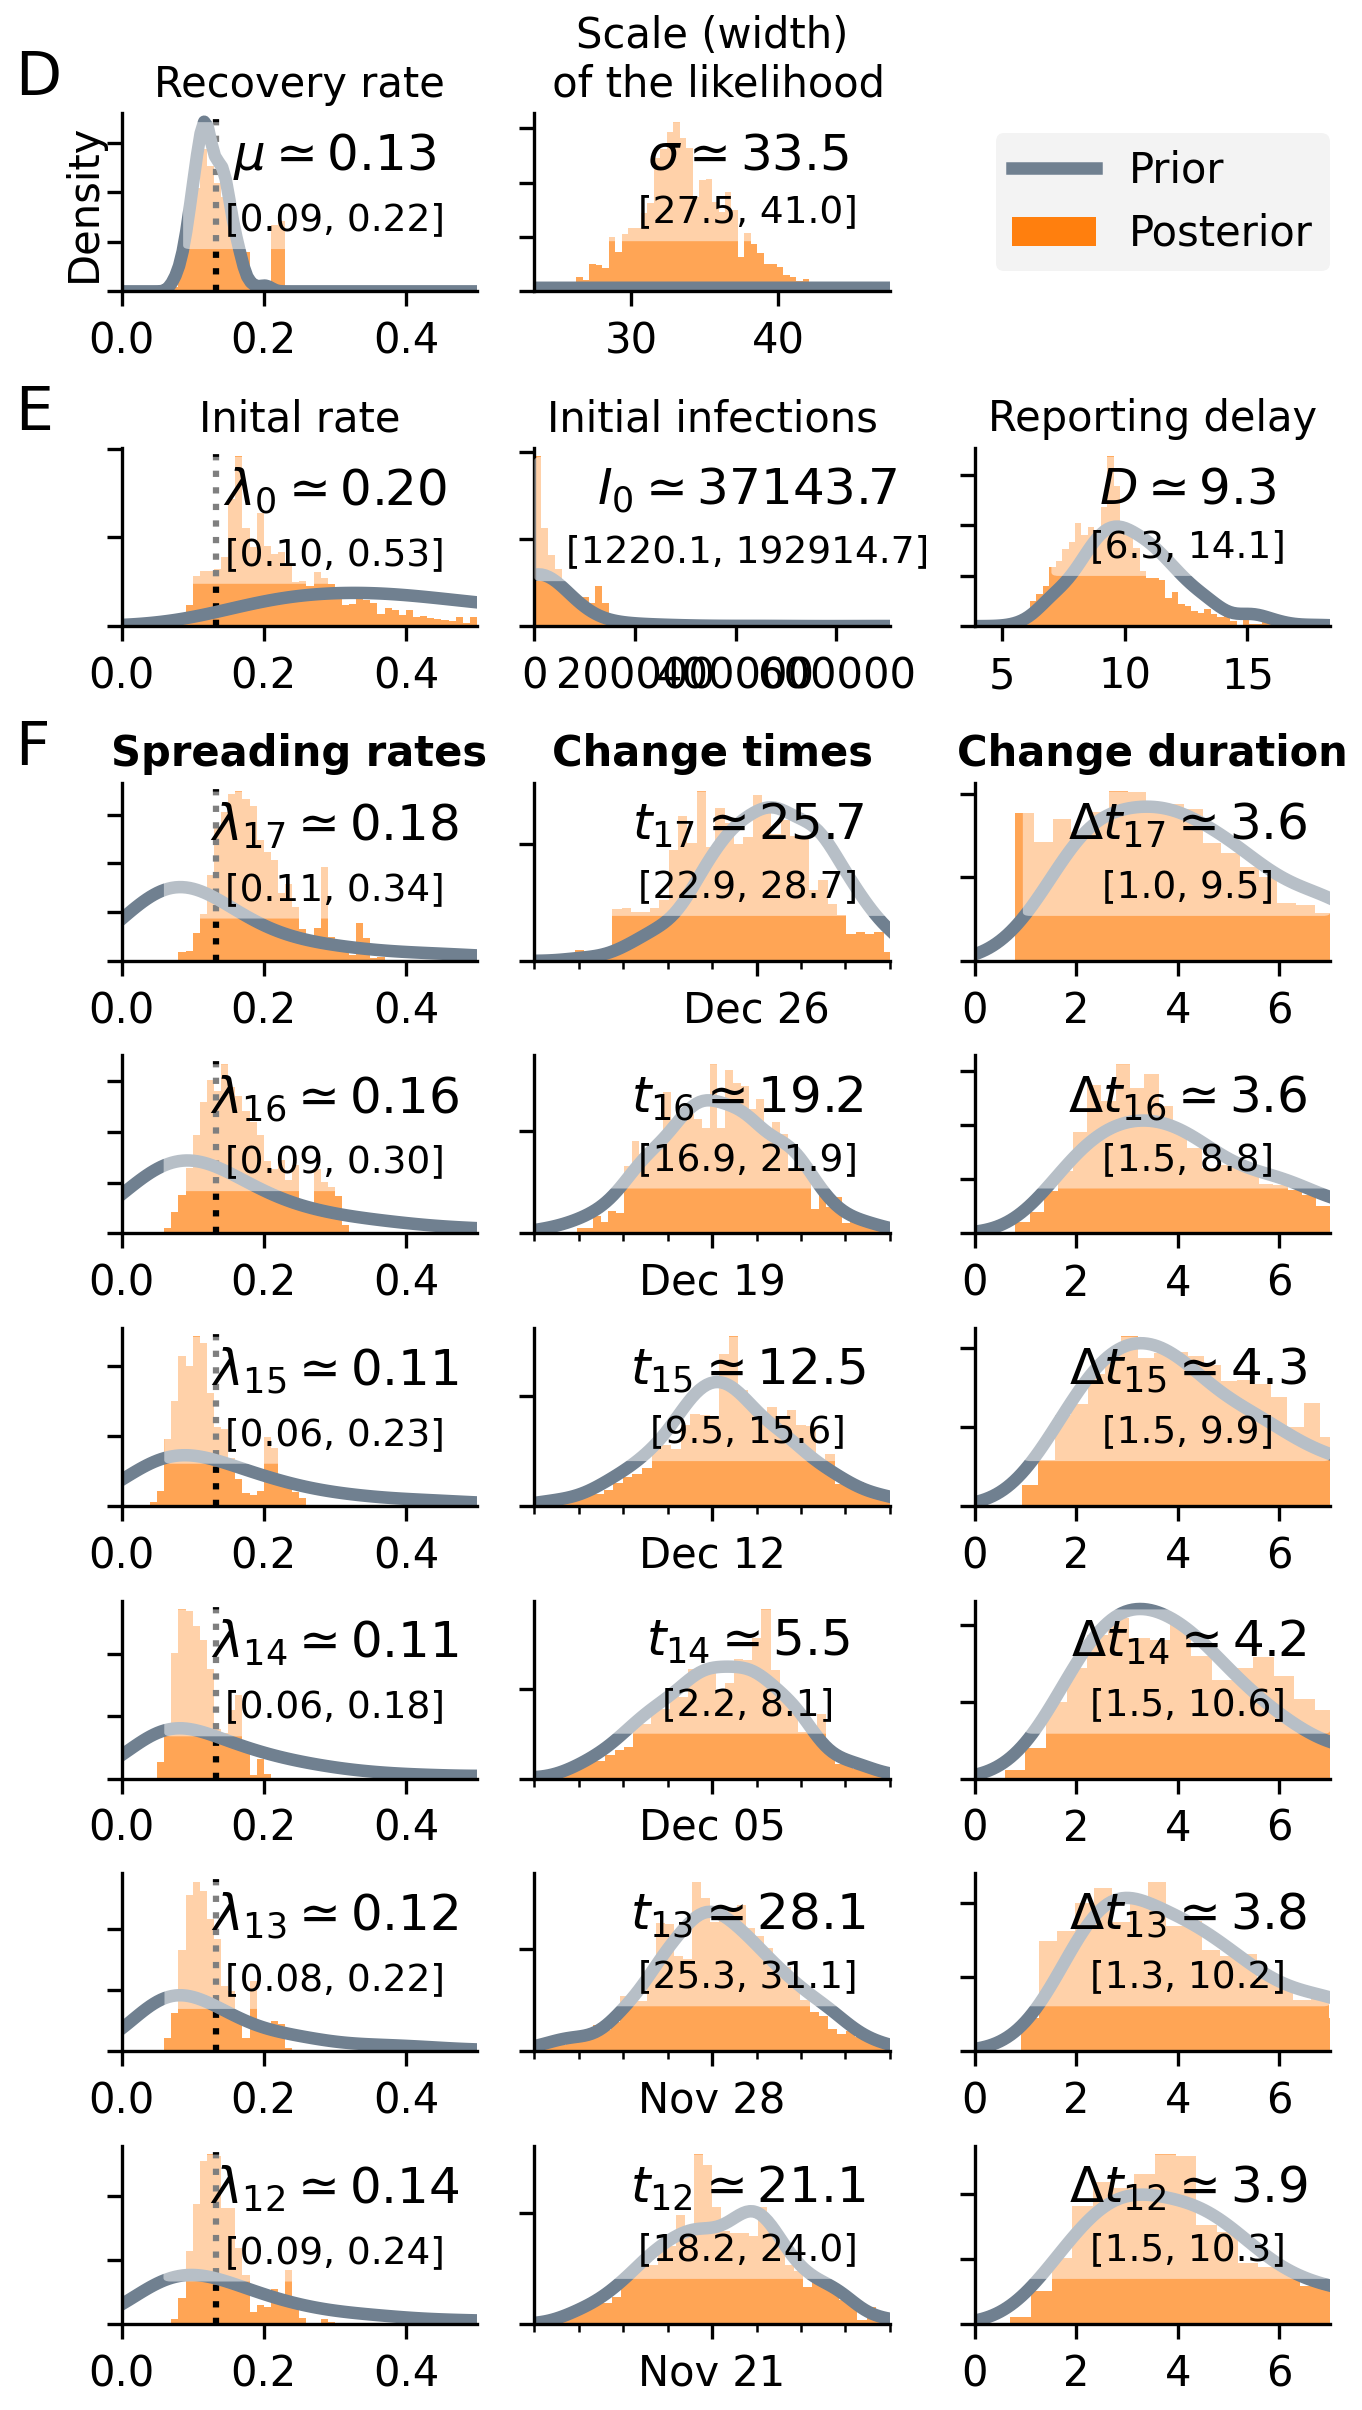 D
Recovery rate
Scale (width)
of the likelihood
Density
μ ≃ 0.13
[0.09, 0.22]
σ ≃ 33.5
[27.5, 41.0]
Prior
Posterior
0.0 0.2 0.4
30 40
E
Inital rate
Initial infections
Reporting delay
λ0 ≃ 0.20
[0.10, 0.53]
I0 ≃ 37143.7
[1220.1, 192914.7]
D ≃ 9.3
[6.3, 14.1]
0.0 0.2 0.4
0 200000 400000 600000
5 10 15
F
Spreading rates
Change times
Change duration
λ17 ≃ 0.18
[0.11, 0.34]
t17 ≃ 25.7
[22.9, 28.7]
Δt17 ≃ 3.6
[1.0, 9.5]
0.0 0.2 0.4
Dec 26
0 2 4 6
λ16 ≃ 0.16
[0.09, 0.30]
t16 ≃ 19.2
[16.9, 21.9]
Δt16 ≃ 3.6
[1.5, 8.8]
0.0 0.2 0.4
Dec 19
0 2 4 6
λ15 ≃ 0.11
[0.06, 0.23]
t15 ≃ 12.5
[9.5, 15.6]
Δt15 ≃ 4.3
[1.5, 9.9]
0.0 0.2 0.4
Dec 12
0 2 4 6
λ14 ≃ 0.11
[0.06, 0.18]
t14 ≃ 5.5
[2.2, 8.1]
Δt14 ≃ 4.2
[1.5, 10.6]
0.0 0.2 0.4
Dec 05
0 2 4 6
λ13 ≃ 0.12
[0.08, 0.22]
t13 ≃ 28.1
[25.3, 31.1]
Δt13 ≃ 3.8
[1.3, 10.2]
0.0 0.2 0.4
Nov 28
0 2 4 6
λ12 ≃ 0.14
[0.09, 0.24]
t12 ≃ 21.1
[18.2, 24.0]
Δt12 ≃ 3.9
[1.5, 10.3]
0.0 0.2 0.4
Nov 21
0 2 4 6